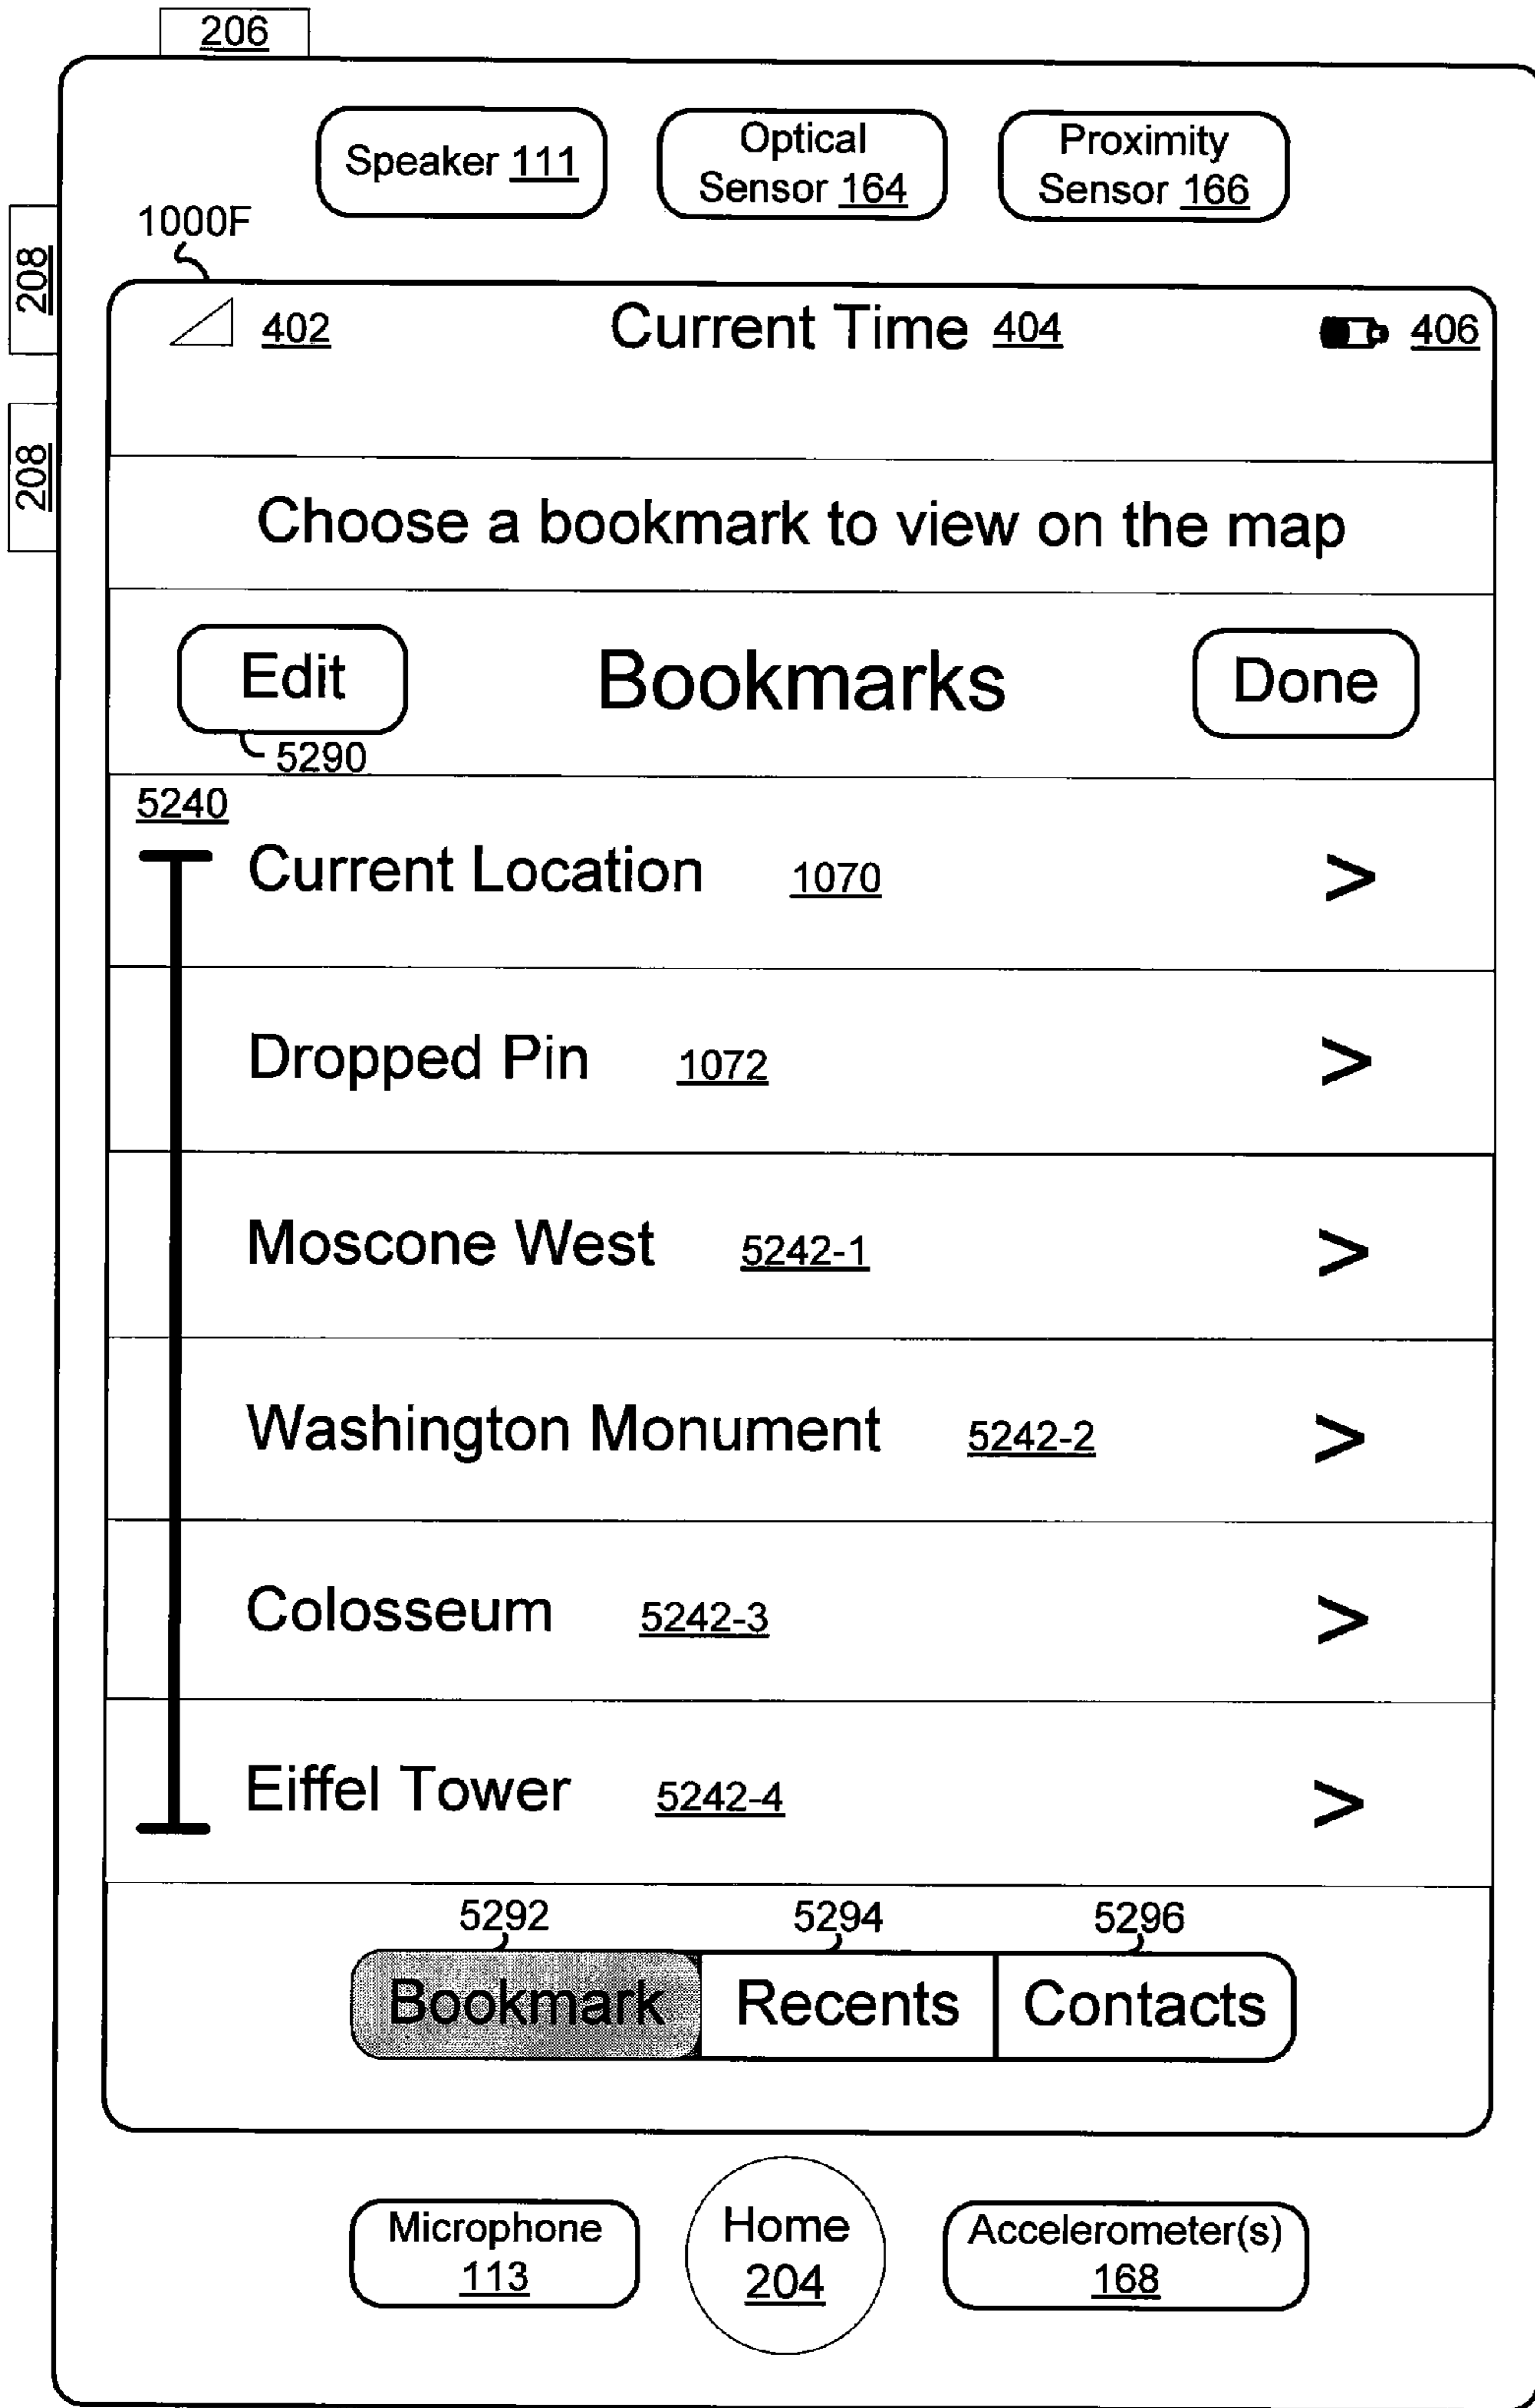 206
Speaker 111
Optical
Sensor 164
Proximity
Sensor 166
1000F
208
402 Current Time 404 406
208
Choose a bookmark to view on the map
Edit Bookmarks Done
5290
5240
Current Location 1070 >
Dropped Pin 1072 >
Moscone West 5242-1 >
Washington Monument 5242-2 >
Colosseum 5242-3 >
Eiffel Tower 5242-4 >
5292 5294 5296
Bookmark Recents Contacts
Microphone
113
Home
204
Accelerometer(s)
168